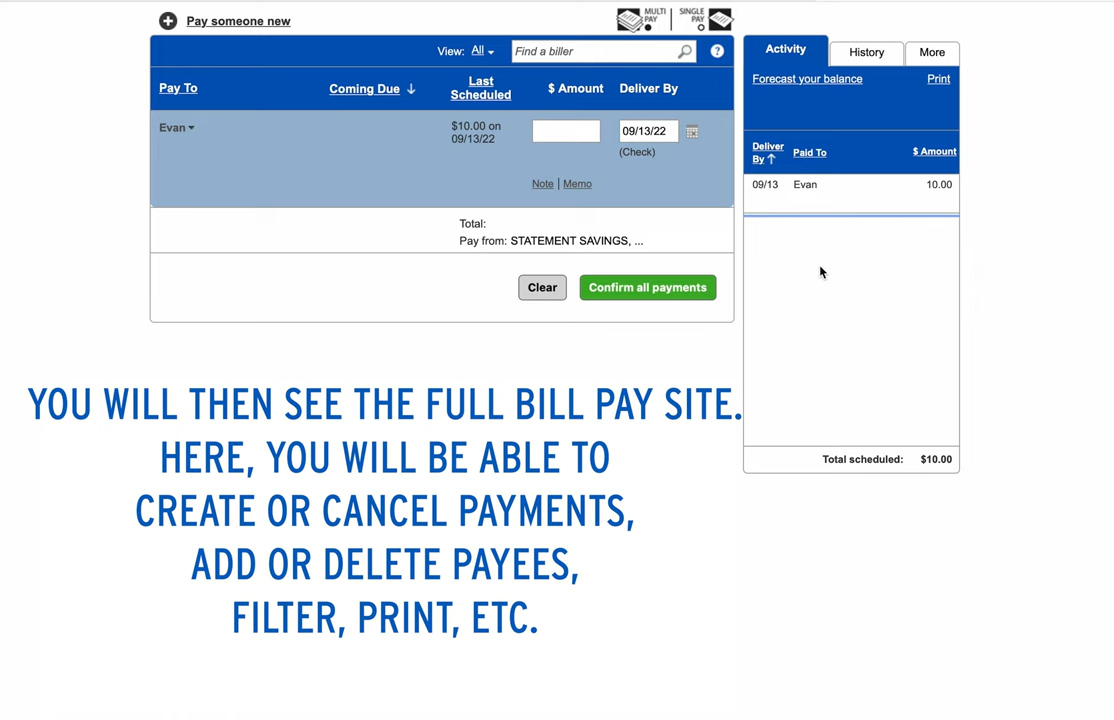 Pay someone new
MULTI PAY | SINGLE PAY
View: All
Find a biller
?
Activity
History
More
Forecast your balance
Print
Pay To
Coming Due ↓
Last Scheduled
$ Amount
Deliver By
Deliver By ↑
Paid To
$ Amount
Evan
$10.00 on 09/13/22
09/13/22
(Check)
Note | Memo
09/13 Evan 10.00
Total:
Pay from: STATEMENT SAVINGS, ...
Clear
Confirm all payments
YOU WILL THEN SEE THE FULL BILL PAY SITE.
HERE, YOU WILL BE ABLE TO
CREATE OR CANCEL PAYMENTS,
ADD OR DELETE PAYEES,
FILTER, PRINT, ETC.
Total scheduled: $10.00